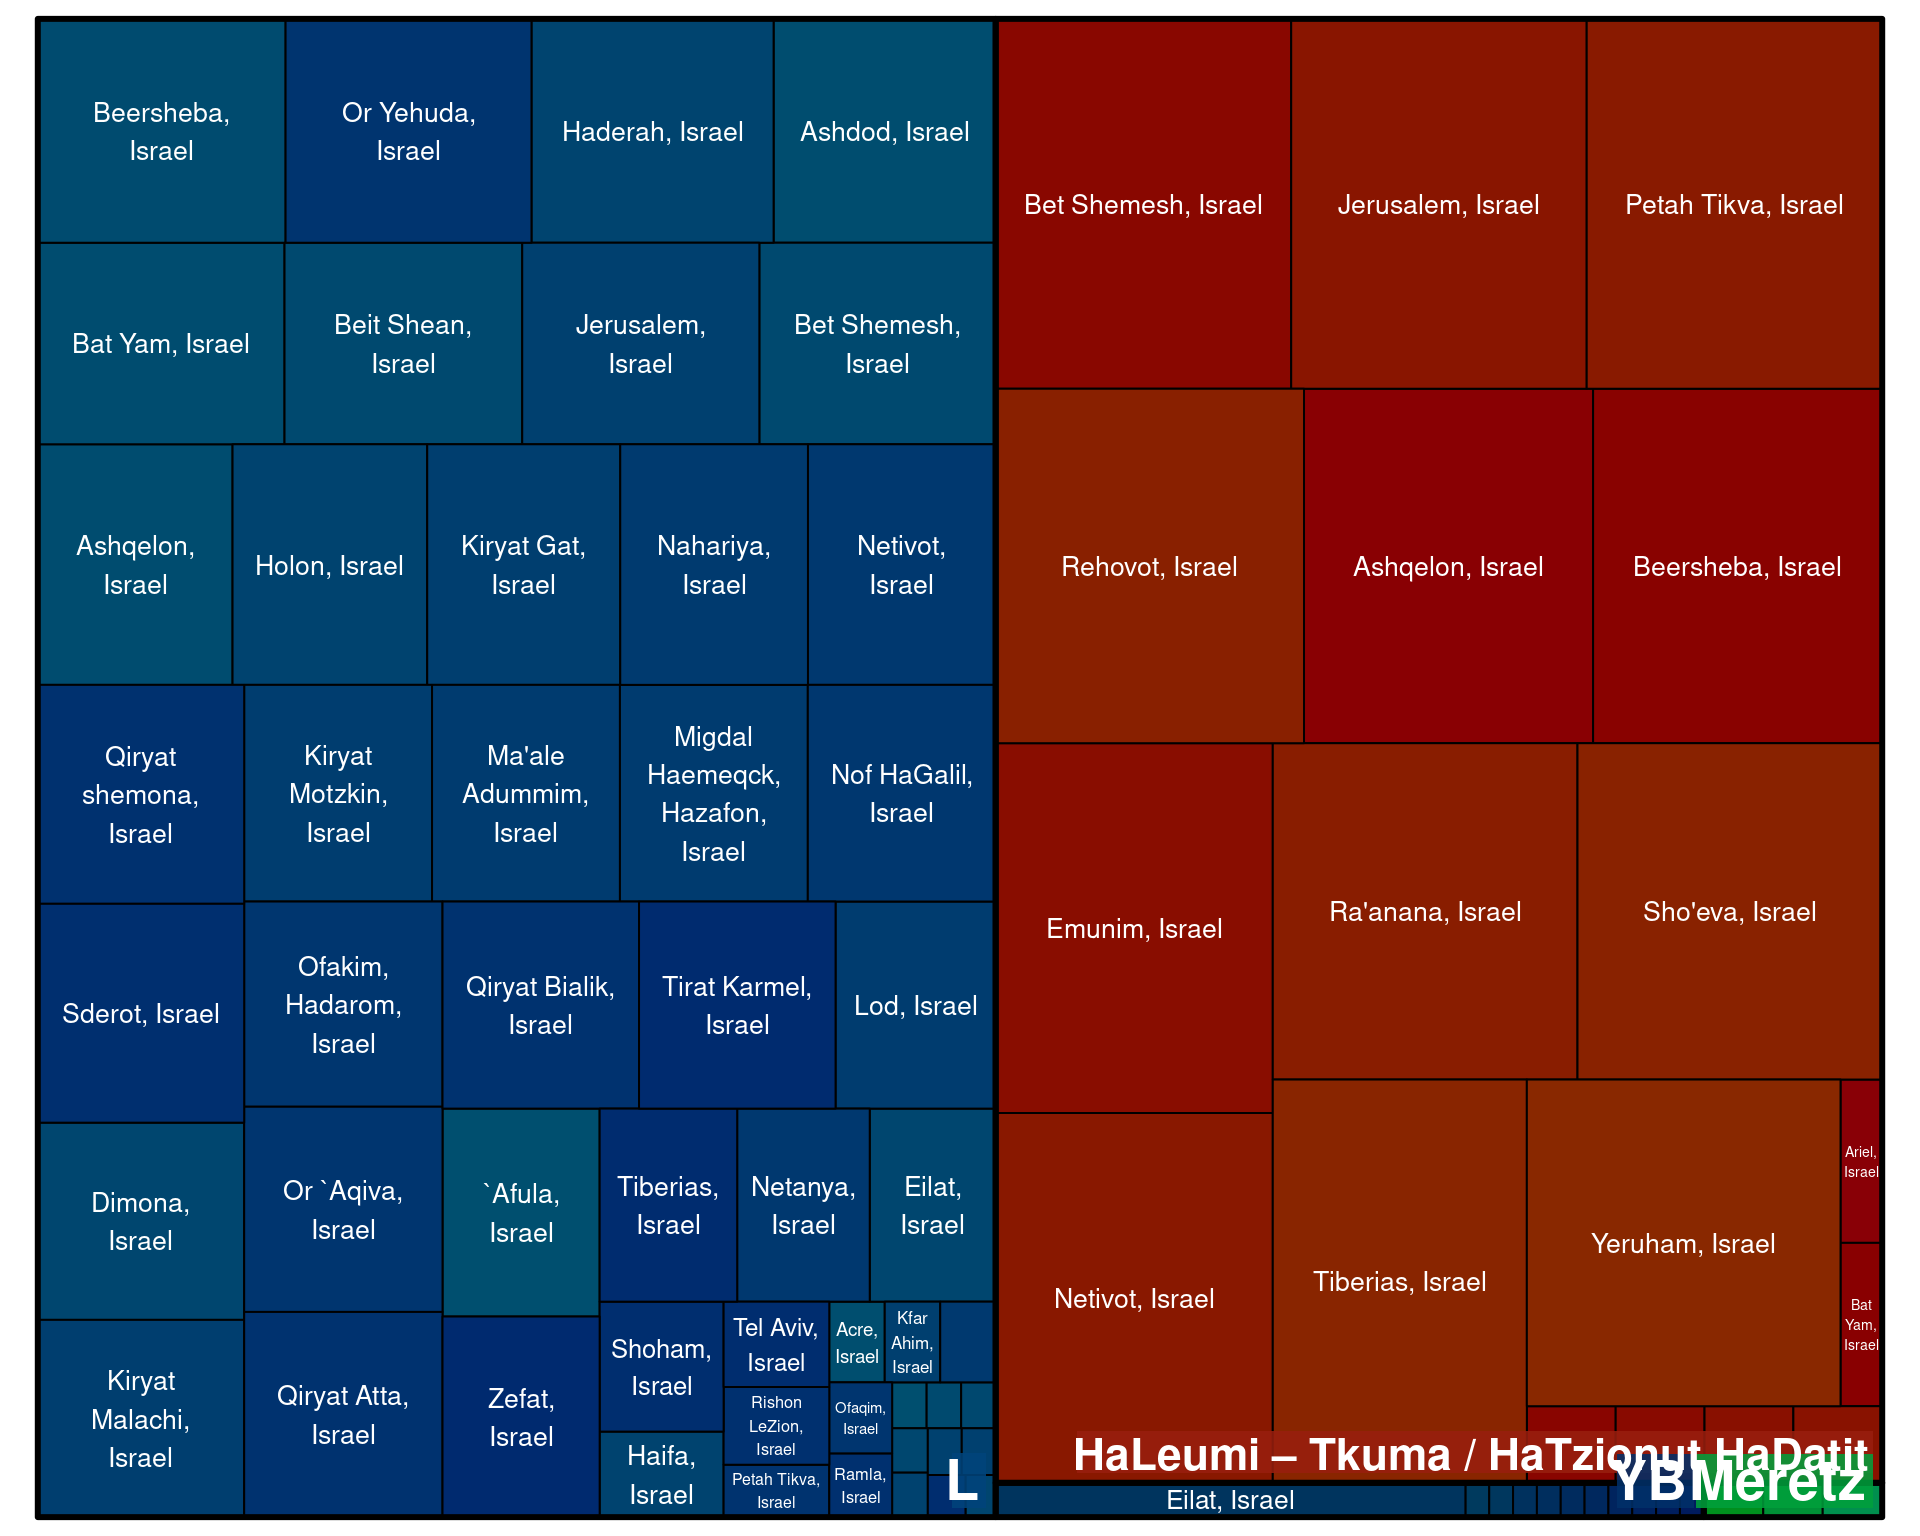 Beersheba,
Israel
Or Yehuda,
Israel
Haderah, Israel
Ashdod, Israel
Bat Yam, Israel
Beit Shean,
Israel
Jerusalem,
Israel
Bet Shemesh,
Israel
Ashqelon,
Israel
Holon, Israel
Kiryat Gat,
Israel
Nahariya,
Israel
Netivot,
Israel
Qiryat
shemona,
Israel
Kiryat
Motzkin,
Israel
Ma'ale
Adummim,
Israel
Migdal
Haemeqck,
Hazafon,
Israel
Nof HaGalil,
Israel
Sderot, Israel
Ofakim,
Hadarom,
Israel
Qiryat Bialik,
Israel
Tirat Karmel,
Israel
Lod, Israel
Dimona,
Israel
Or `Aqiva,
Israel
`Afula,
Israel
Tiberias,
Israel
Netanya,
Israel
Eilat,
Israel
Kiryat
Malachi,
Israel
Qiryat Atta,
Israel
Zefat,
Israel
Shoham,
Israel
Haifa,
Israel
Tel Aviv,
Israel
Rishon
LeZion,
Israel
Petah Tikva,
Israel
Acre,
Israel
Kfar
Ahim,
Israel
Ofaqim,
Israel
Ramla,
Israel
L
Bet Shemesh, Israel
Jerusalem, Israel
Petah Tikva, Israel
Rehovot, Israel
Ashqelon, Israel
Beersheba, Israel
Emunim, Israel
Ra'anana, Israel
Sho'eva, Israel
Netivot, Israel
Tiberias, Israel
Yeruham, Israel
Ariel,
Israel
Bat
Yam,
Israel
HaLeumi – Tkuma / HaTzionut HaDatit
Eilat, Israel
YB
Meretz